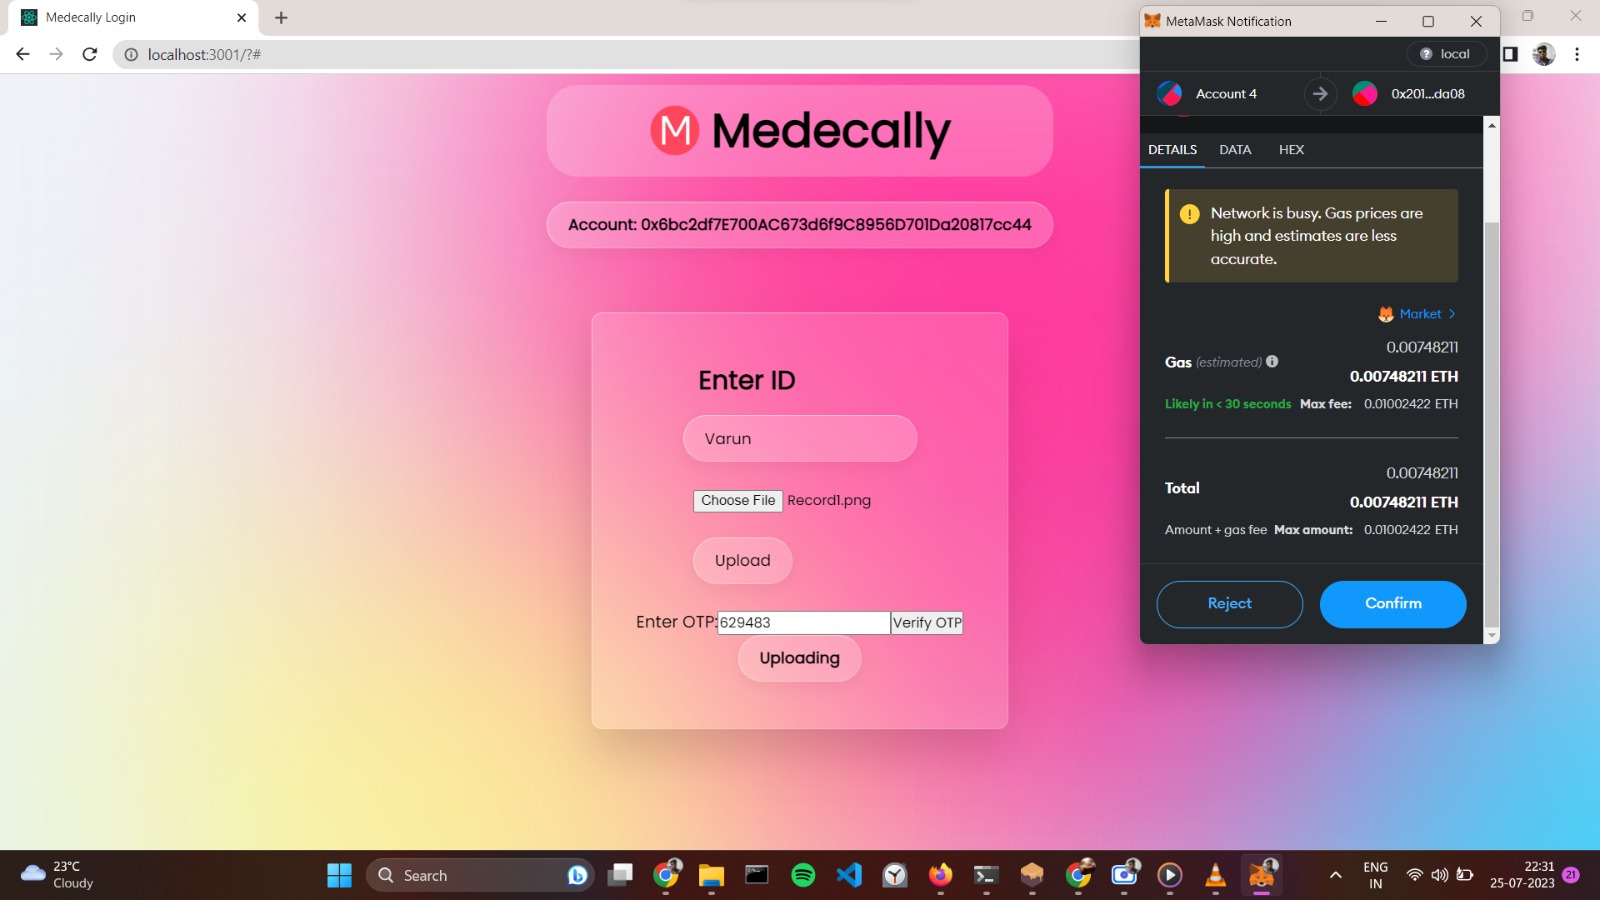 Medecally Login
localhost:3001/?#
M Medecally
Account: 0x6bc2df7E700AC673d6f9C8956D701Da20817cc44
Enter ID
Varun
Choose File Record1.png
Upload
Enter OTP: 629483 Verify OTP
Uploading
MetaMask Notification
local
Account 4
0x201...da08
DETAILS DATA HEX
Network is busy. Gas prices are
high and estimates are less
accurate.
Market >
0.00748211
Gas (estimated)
0.00748211 ETH
Likely in < 30 seconds Max fee: 0.01002422 ETH
0.00748211
Total
0.00748211 ETH
Amount + gas fee Max amount: 0.01002422 ETH
Reject Confirm
23°C
Cloudy
Search
ENG
IN
22:31
25-07-2023
21